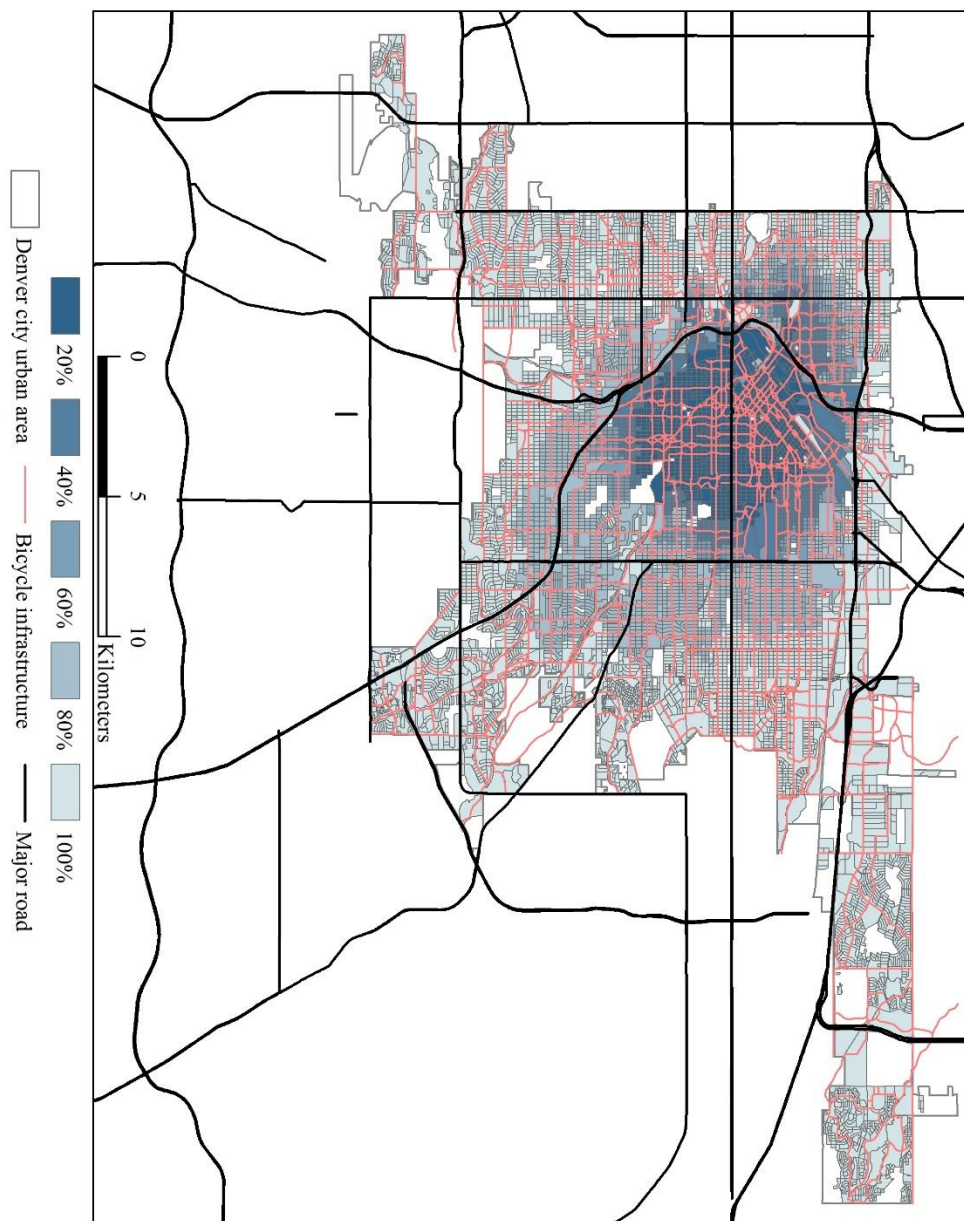 0 5 10
Kilometers
20% 40% 60% 80% 100%
Denver city urban area Bicycle infrastructure Major road